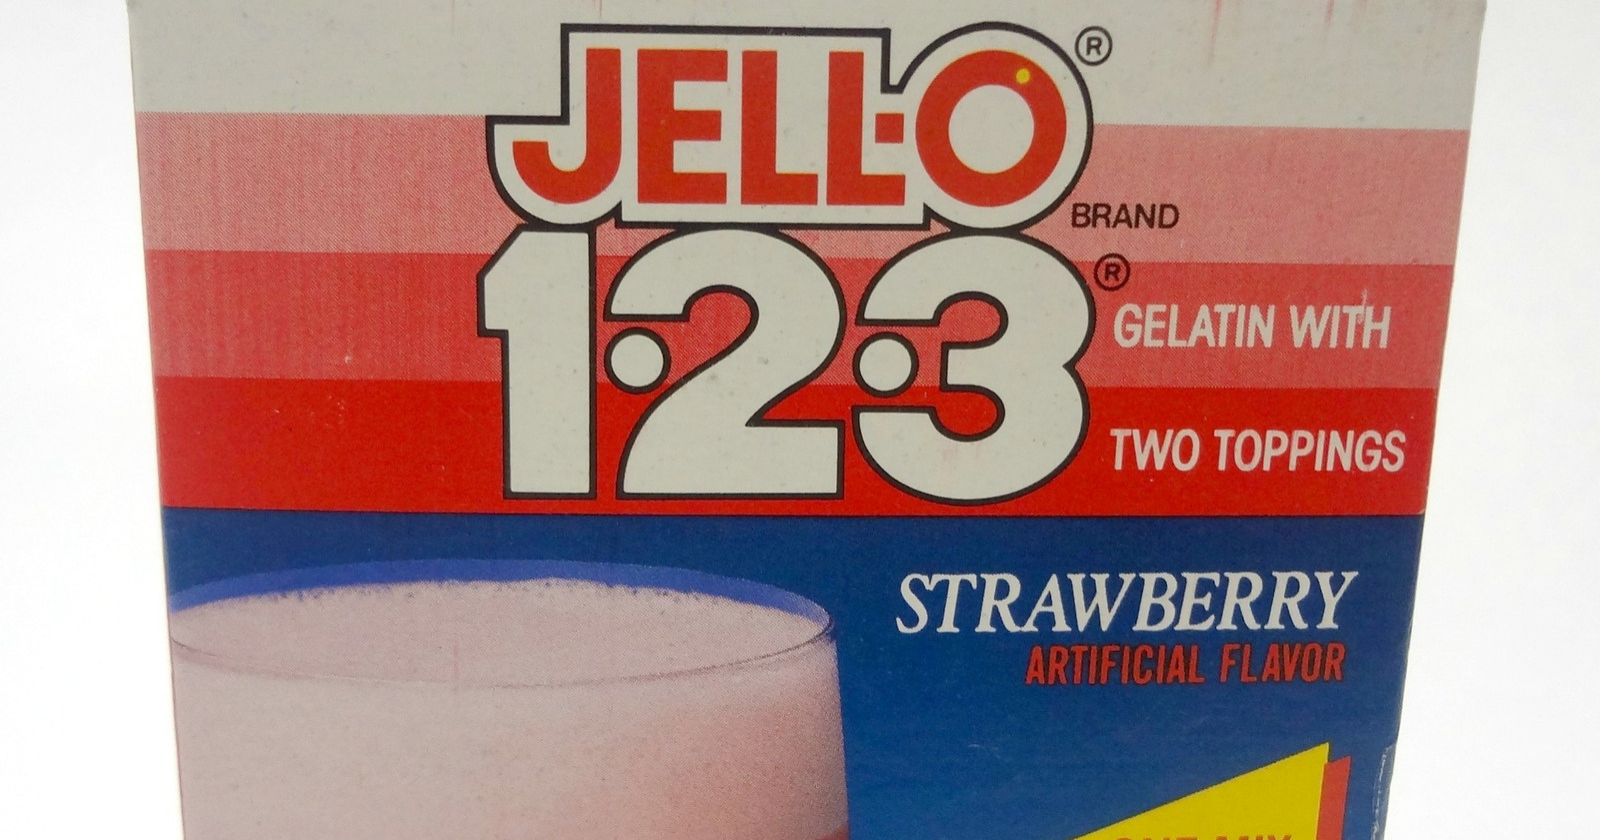 JELL-O®
BRAND
1·2·3®
GELATIN WITH
TWO TOPPINGS
STRAWBERRY
ARTIFICIAL FLAVOR